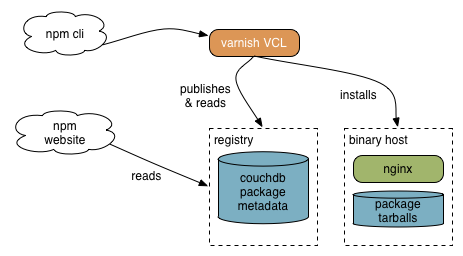 npm cli
varnish VCL
publishes
& reads
installs
npm
website
reads
registry
couchdb
package
metadata
binary host
nginx
package
tarballs